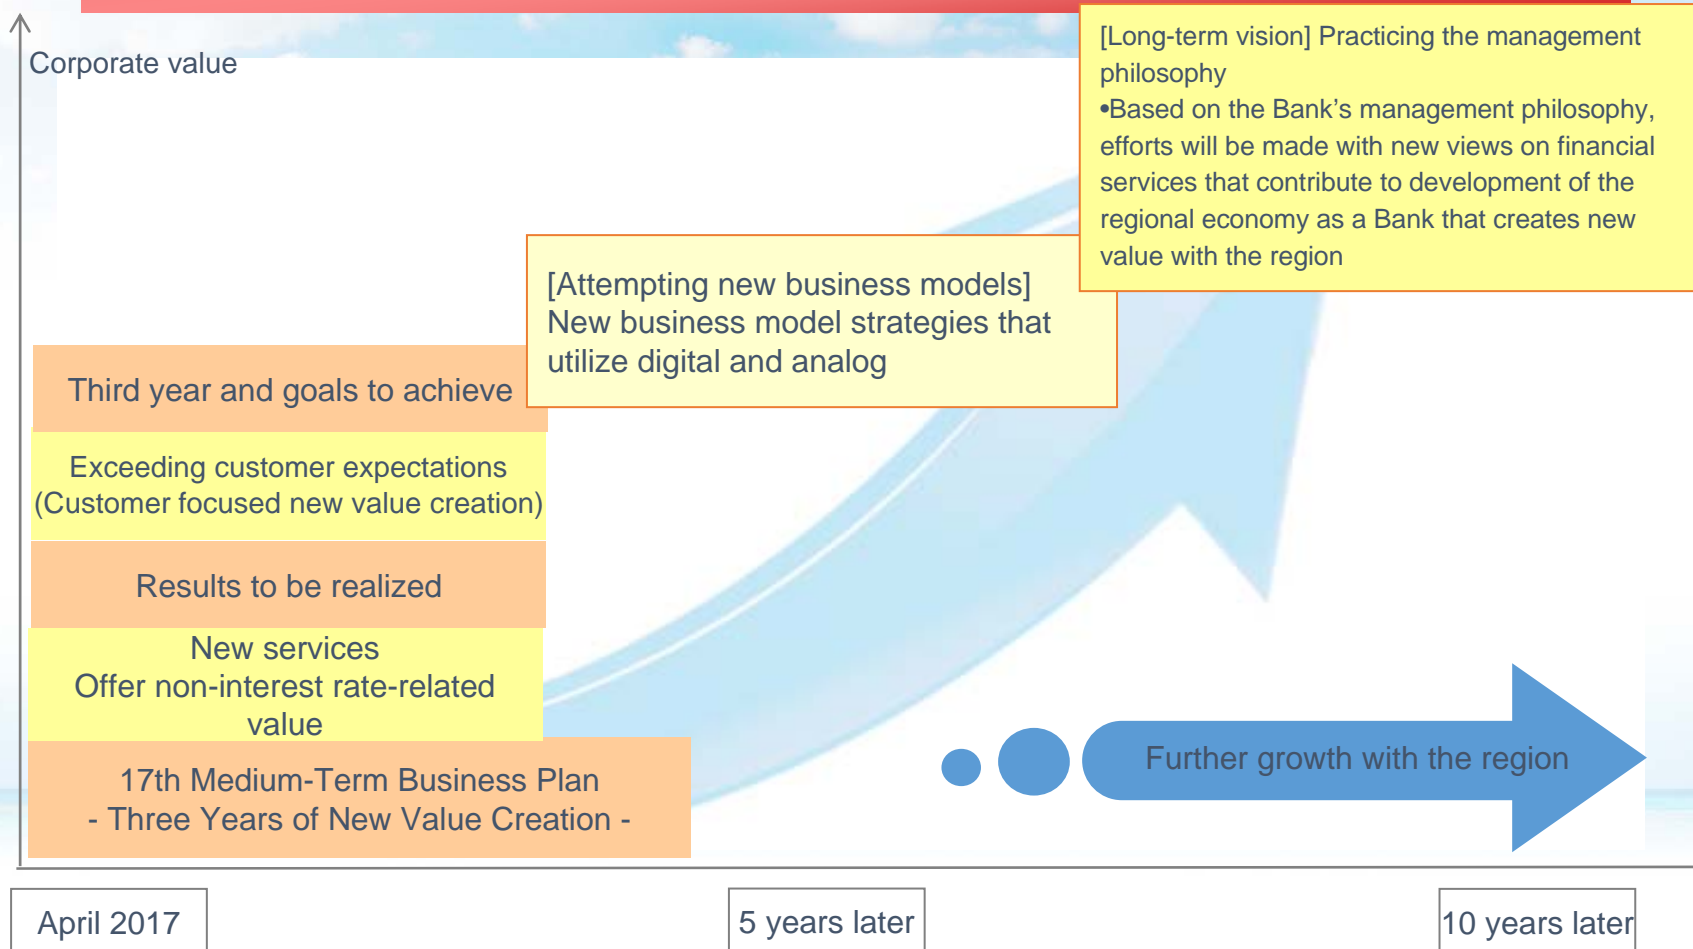 Corporate value
[Long-term vision] Practicing the management
philosophy
•Based on the Bank’s management philosophy,
efforts will be made with new views on financial
services that contribute to development of the
regional economy as a Bank that creates new
value with the region
[Attempting new business models]
New business model strategies that
utilize digital and analog
Third year and goals to achieve
Exceeding customer expectations
(Customer focused new value creation)
Results to be realized
New services
Offer non-interest rate-related
value
17th Medium-Term Business Plan
- Three Years of New Value Creation -
Further growth with the region
April 2017
5 years later
10 years later